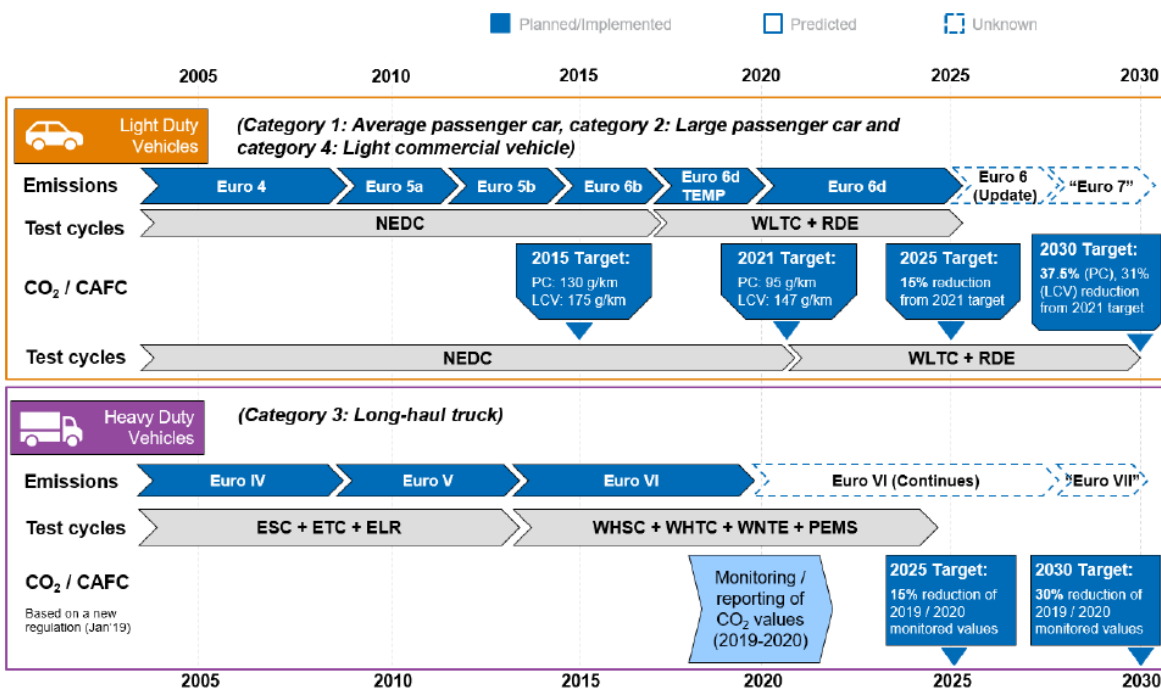 Planned/Implemented Predicted Unknown
2005 2010 2015 2020 2025 2030
Light Duty
Vehicles
(Category 1: Average passenger car, category 2: Large passenger car and
category 4: Light commercial vehicle)
Emissions
Euro 4
Euro 5a
Euro 5b
Euro 6b
Euro 6d
TEMP
Euro 6d
Euro 6
(Update)
“Euro 7”
Test cycles
NEDC
WLTC + RDE
CO₂ / CAFC
2015 Target:
PC: 130 g/km
LCV: 175 g/km
2021 Target:
PC: 95 g/km
LCV: 147 g/km
2025 Target:
15% reduction
from 2021 target
2030 Target:
37.5% (PC), 31%
(LCV) reduction
from 2021 target
Test cycles
NEDC
WLTC + RDE
Heavy Duty
Vehicles
(Category 3: Long-haul truck)
Emissions
Euro IV
Euro V
Euro VI
Euro VI (Continues)
“Euro VII”
Test cycles
ESC + ETC + ELR
WHSC + WHTC + WNTE + PEMS
CO₂ / CAFC
Based on a new
regulation (Jan'19)
Monitoring /
reporting of
CO₂ values
(2019-2020)
2025 Target:
15% reduction of
2019 / 2020
monitored values
2030 Target:
30% reduction of
2019 / 2020
monitored values
2005 2010 2015 2020 2025 2030